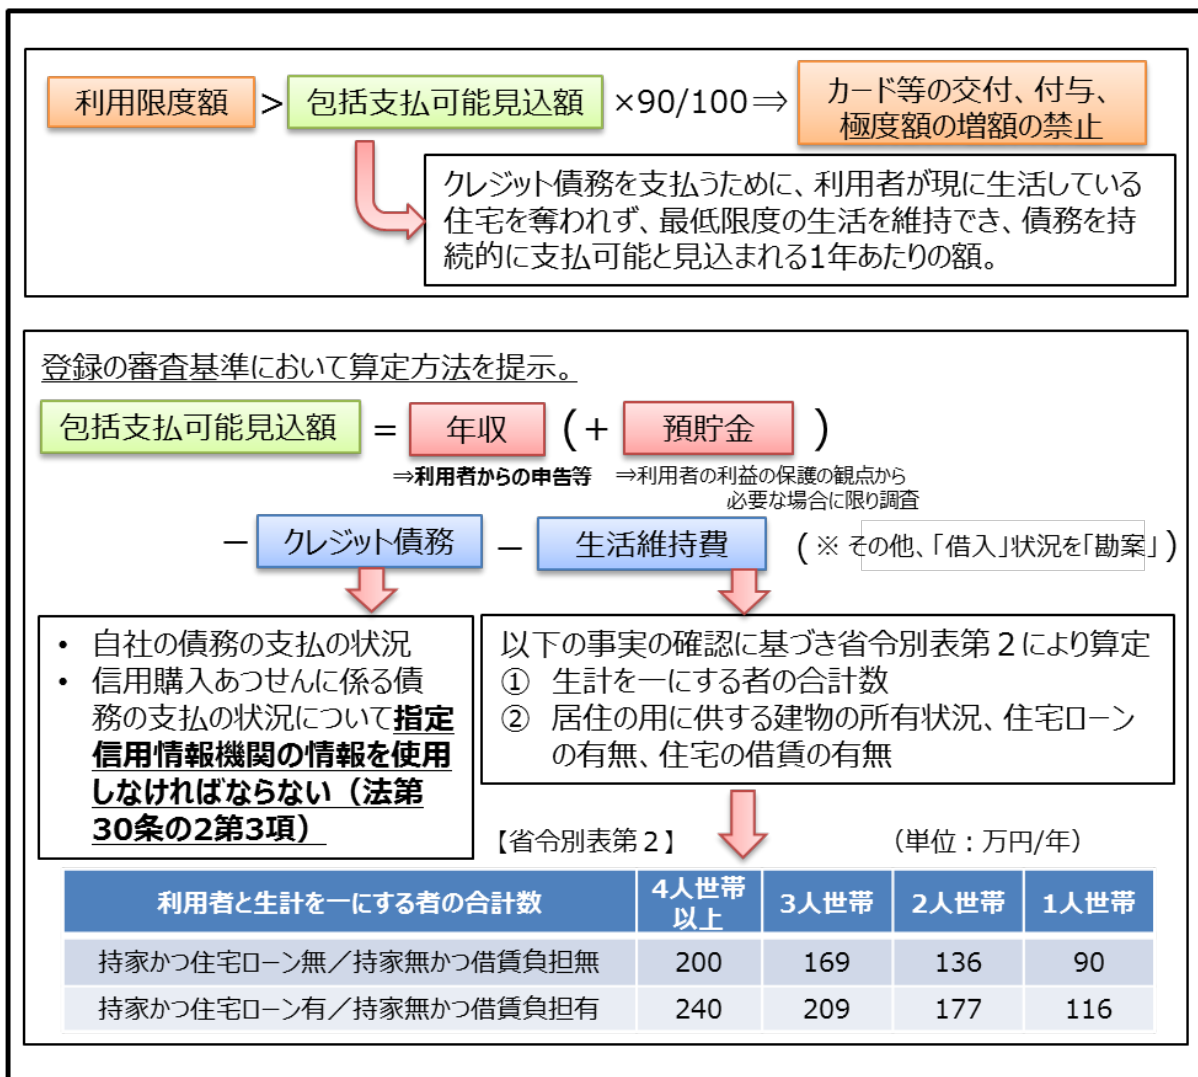 利用限度額 > 包括支払可能見込額 ×90/100⇒ カード等の交付、付与、
極度額の増額の禁止
クレジット債務を支払うために、利用者が現に生活している
住宅を奪われず、最低限度の生活を維持でき、債務を持
続的に支払可能と見込まれる1年あたりの額。
登録の審査基準において算定方法を提示。
包括支払可能見込額 = 年収 (+ 預貯金 )
⇒利用者からの申告等 ⇒利用者の利益の保護の観点から
必要な場合に限り調査
－ クレジット債務 － 生活維持費 (※ その他、「借入」状況を「勘案」)
• 自社の債務の支払の状況
• 信用購入あつせんに係る債
務の支払の状況について指定
信用情報機関の情報を使用
しなければならない（法第
30条の2第3項）
以下の事実の確認に基づき省令別表第２により算定
① 生計を一にする者の合計数
② 居住の用に供する建物の所有状況、住宅ローン
の有無、住宅の借賃の有無
【省令別表第２】 （単位：万円/年）
利用者と生計を一にする者の合計数 4人世帯以上 3人世帯 2人世帯 1人世帯
持家かつ住宅ローン無／持家無かつ借賃負担無 200 169 136 90
持家かつ住宅ローン有／持家無かつ借賃負担有 240 209 177 116